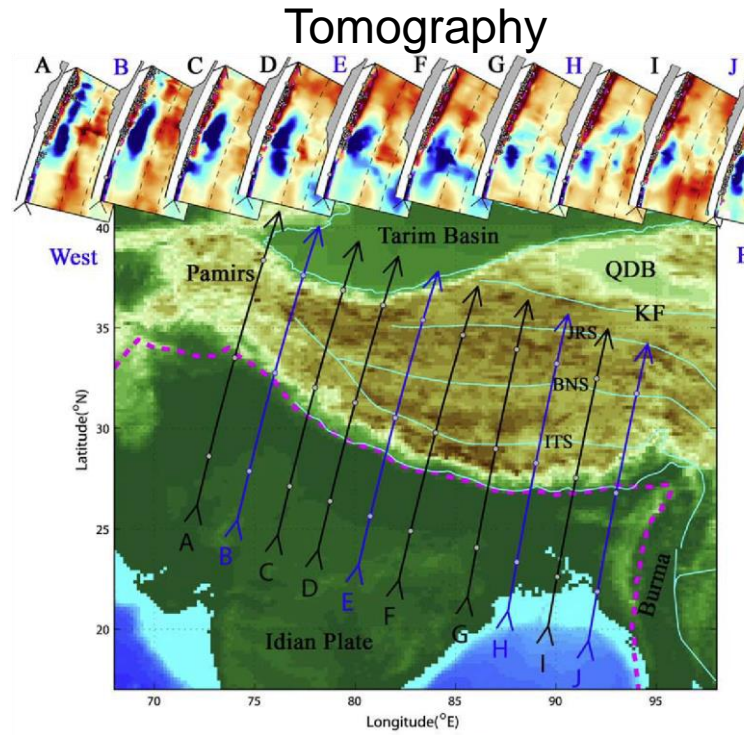 Tomography
A B C D E F G H I J
West
Tarim Basin
Pamirs
QDB
KF
JRS
BNS
ITS
A
B
C
D
E
F
G
H
I
J
Burma
Idian Plate
Latitude(°N)
40
35
30
25
20
70 75 80 85 90 95
Longitude(°E)